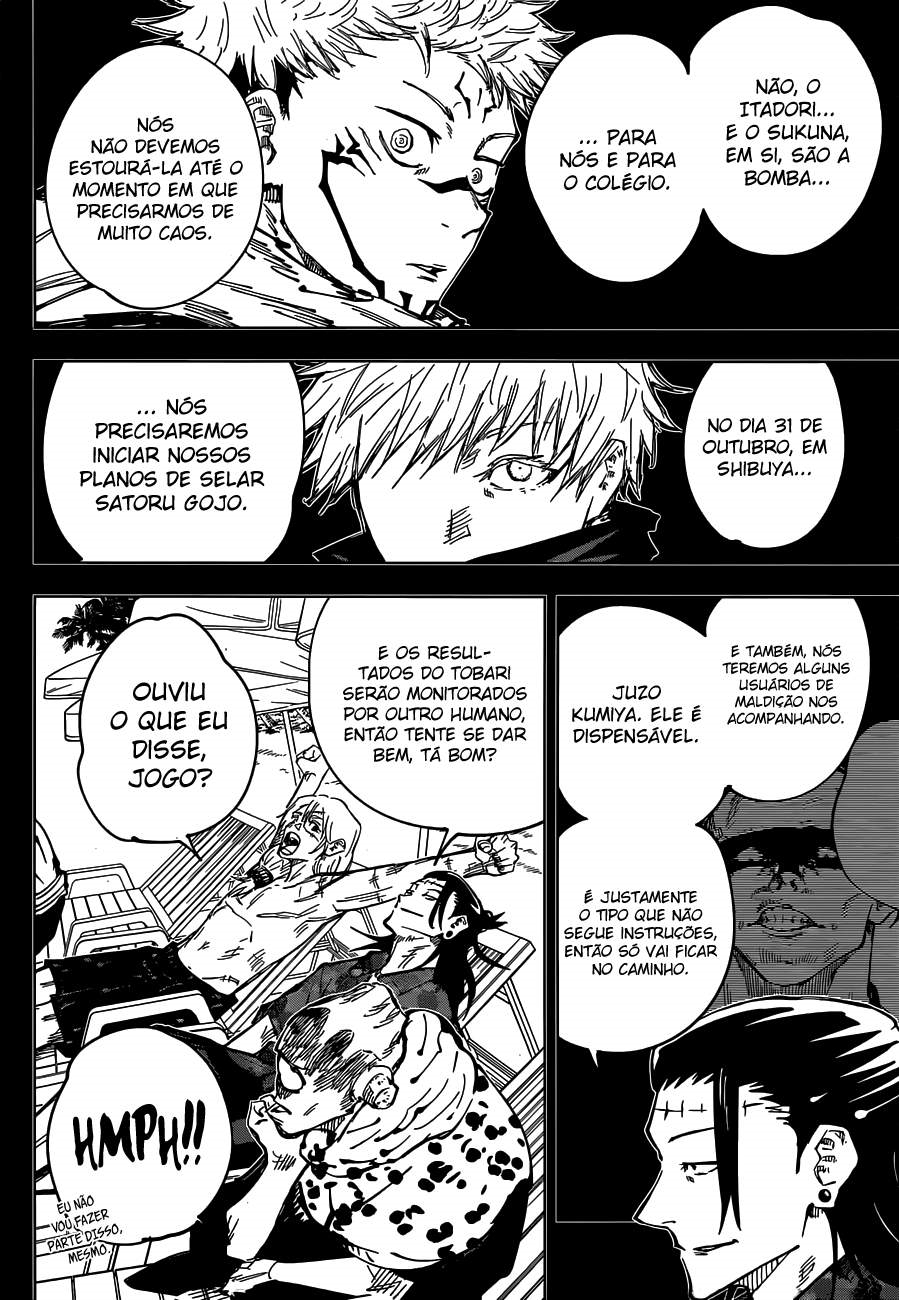 NÃO, O
ITADORI...
E O SUKUNA,
EM SI, SÃO A
BOMBA...
... PARA
NÓS E PARA
O COLÉGIO.
NÓS
NÃO DEVEMOS
ESTOURÁ-LA ATÉ O
MOMENTO EM QUE
PRECISARMOS DE
MUITO CAOS.
NO DIA 31 DE
OUTUBRO, EM
SHIBUYA...
... NÓS
PRECISAREMOS
INICIAR NOSSOS
PLANOS DE SELAR
SATORU GOJO.
E TAMBÉM, NÓS
TEREMOS ALGUNS
USUÁRIOS DE
MALDIÇÃO NOS
ACOMPANHANDO.
JUZO
KUMIYA. ELE É
DISPENSÁVEL.
É JUSTAMENTE
O TIPO QUE NÃO
SEGUE INSTRUÇÕES,
ENTÃO SÓ VAI FICAR
NO CAMINHO.
E OS RESUL-
TADOS DO TOBARI
SERÃO MONITORADOS
POR OUTRO HUMANO,
ENTÃO TENTE SE DAR
BEM, TÁ BOM?
OUVIU
O QUE EU
DISSE,
JOGO?
HMPH!!
EU NÃO
VOU FAZER
PARTE DISSO,
MESMO.